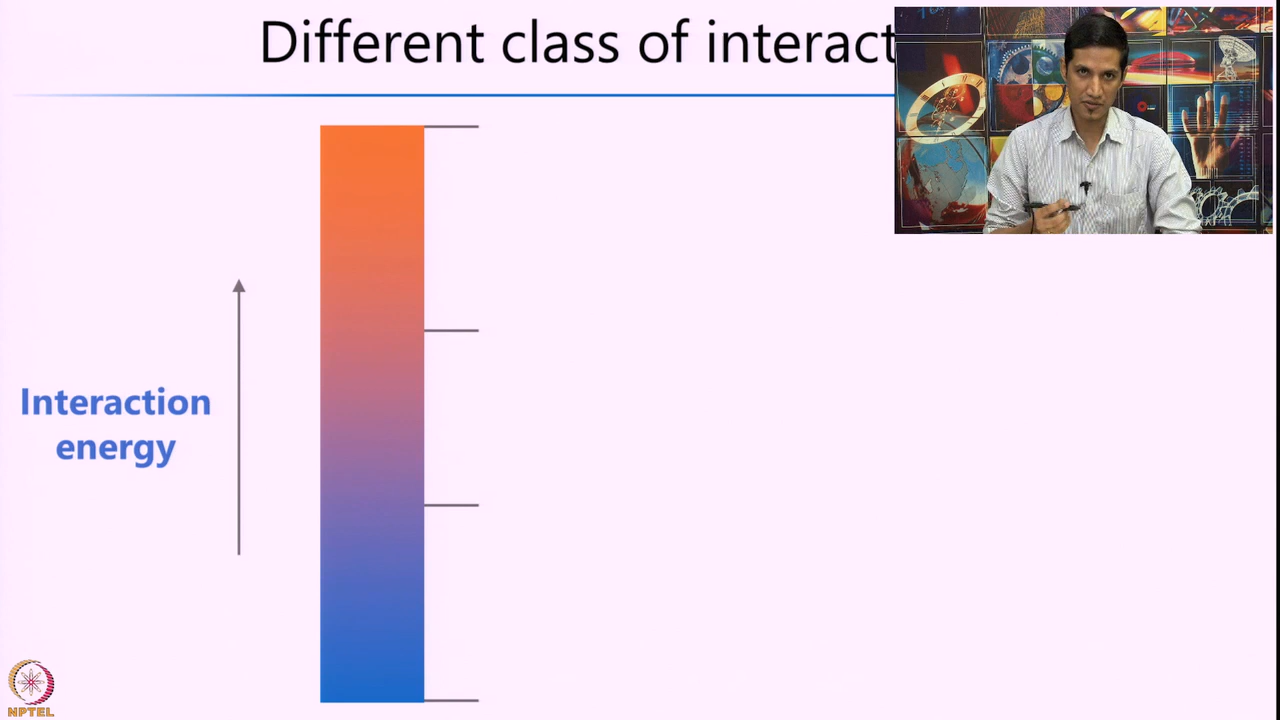 Different class of interact
Interaction
energy
NPTEL